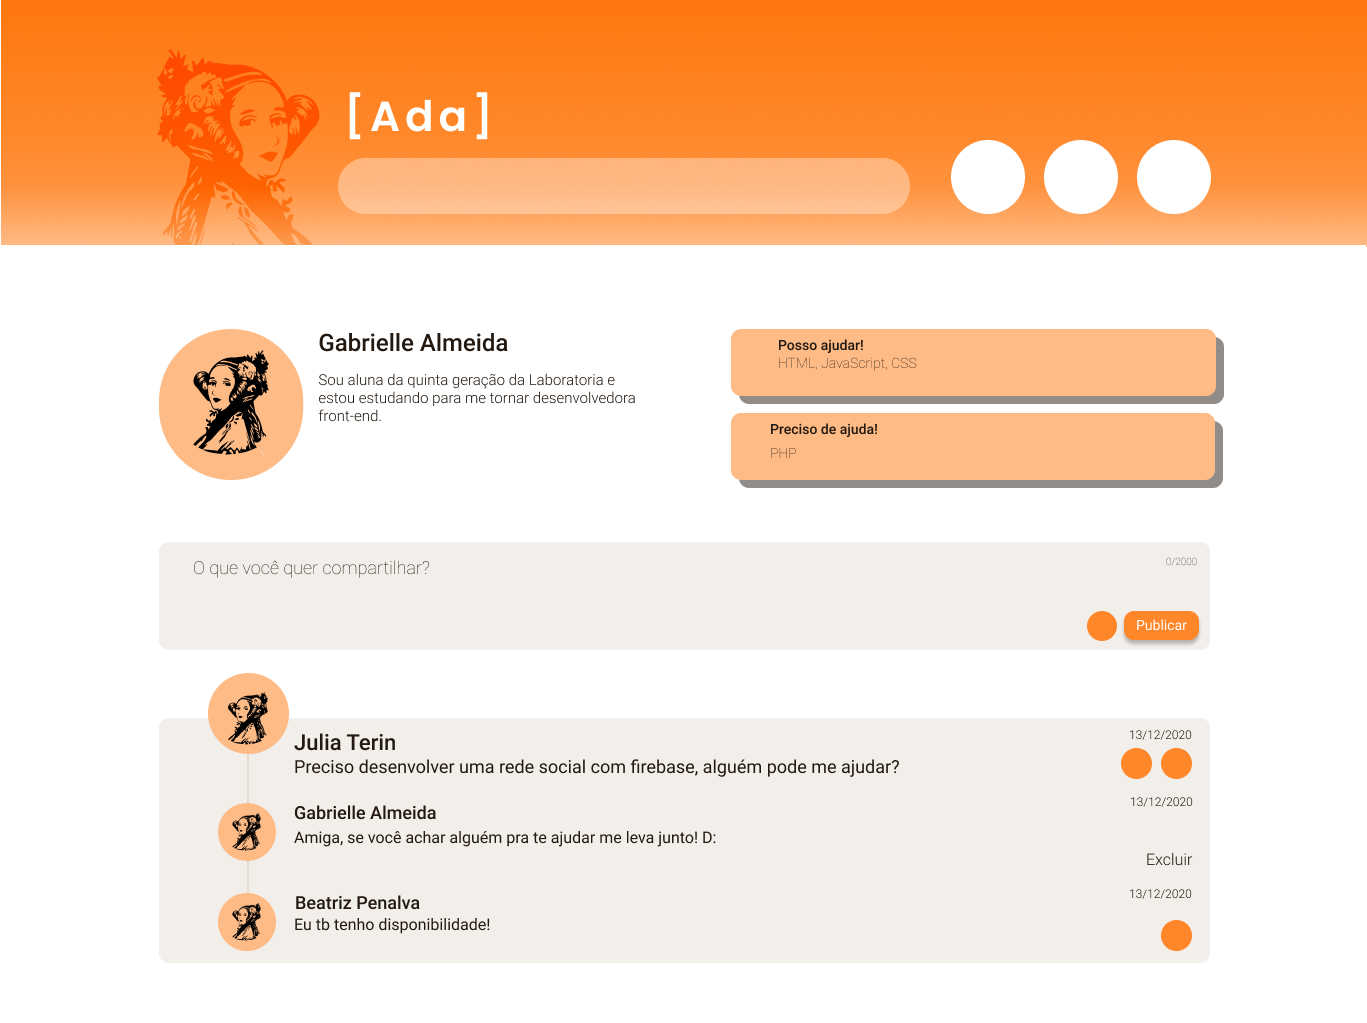 [Ada]
Gabrielle Almeida
Sou aluna da quinta geração da Laboratoria e
estou estudando para me tornar desenvolvedora
front-end.
Posso ajudar!
HTML, JavaScript, CSS
Preciso de ajuda!
PHP
O que você quer compartilhar?
0/2000
Publicar
Julia Terin
13/12/2020
Preciso desenvolver uma rede social com firebase, alguém pode me ajudar?
Gabrielle Almeida
13/12/2020
Amiga, se você achar alguém pra te ajudar me leva junto! D:
Excluir
Beatriz Penalva
13/12/2020
Eu tb tenho disponibilidade!